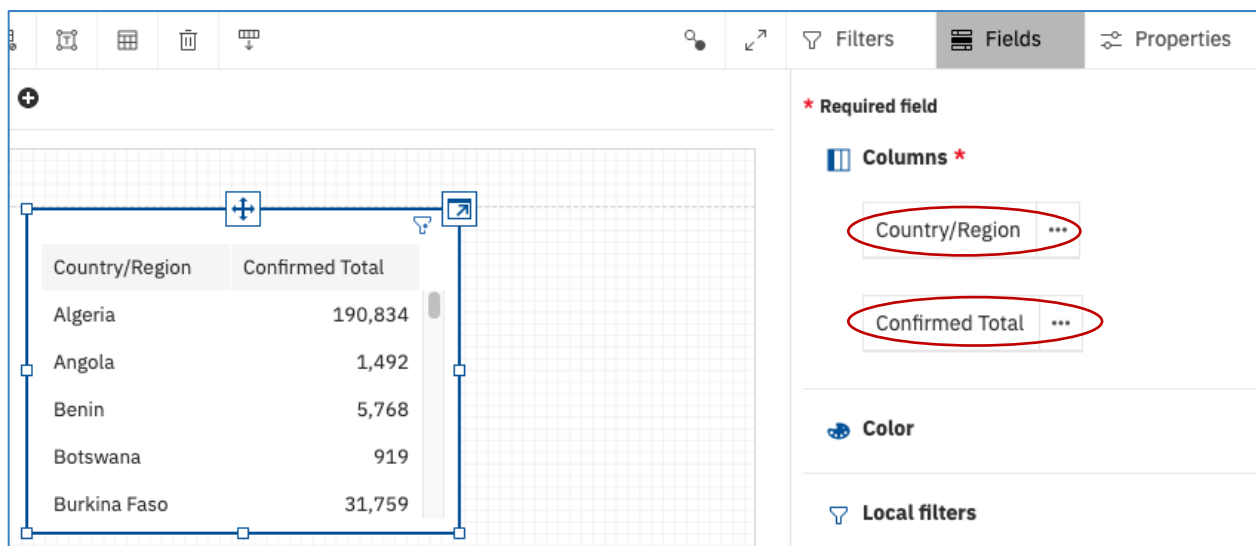 Filters
Fields
Properties
* Required field
Columns *
Country/Region ...
Confirmed Total ...
Color
Local filters
Country/Region Confirmed Total
Algeria 190,834
Angola 1,492
Benin 5,768
Botswana 919
Burkina Faso 31,759